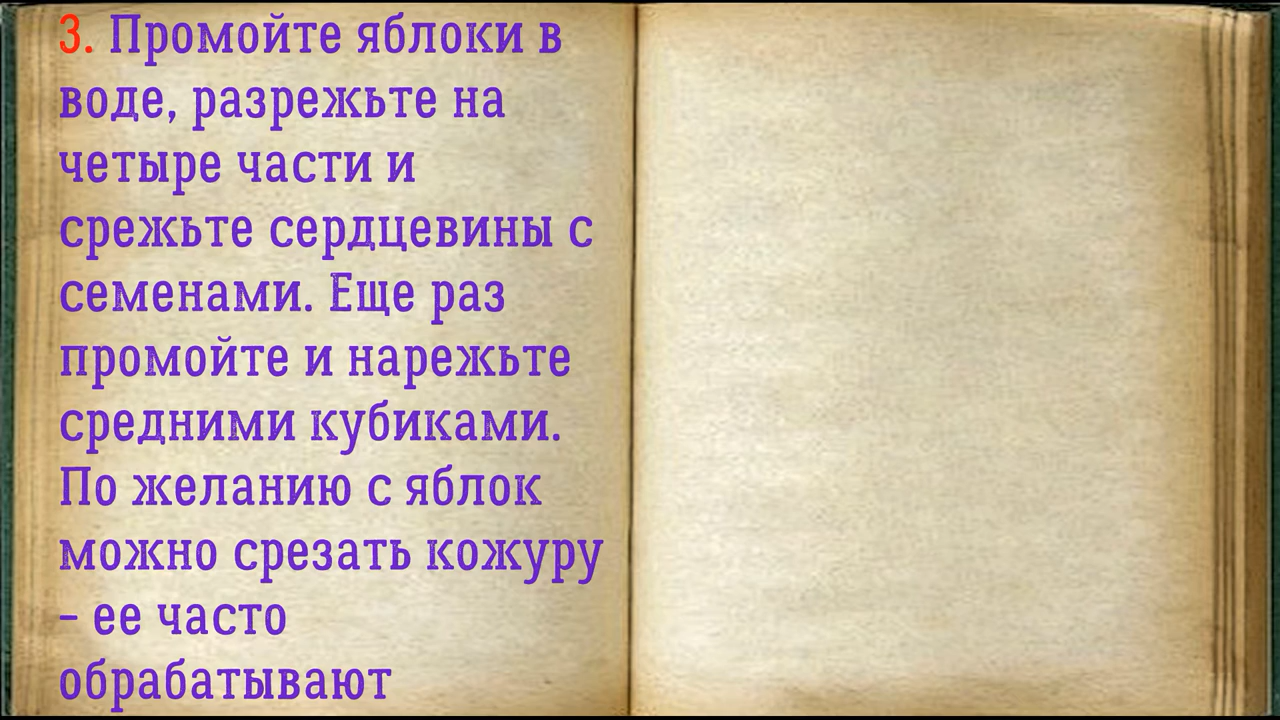 3. Промойте яблоки в
воде, разрежьте на
четыре части и
срежьте сердцевины с
семенами. Еще раз
промойте и нарежьте
средними кубиками.
По желанию с яблок
можно срезать кожуру
– ее часто
обрабатывают